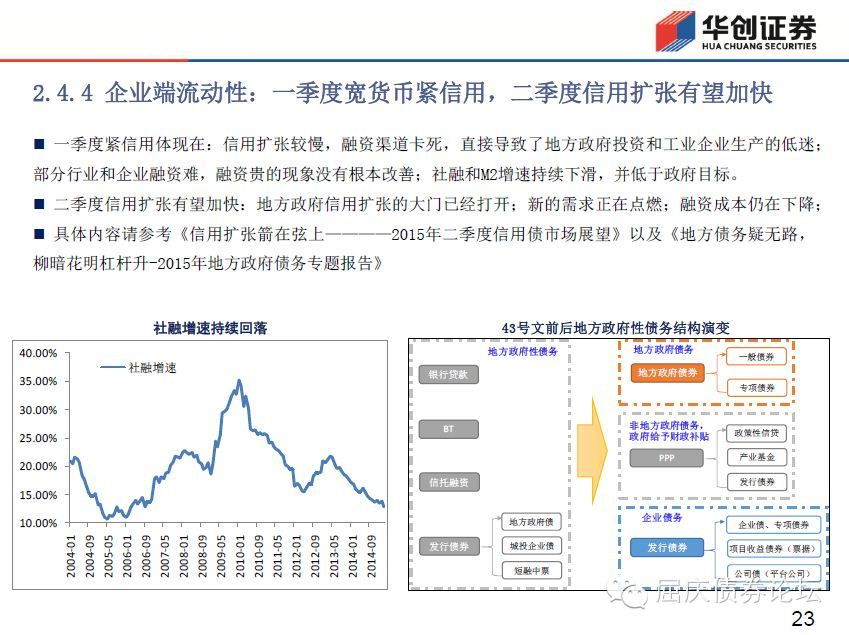 华创证券
HUA CHUANG SECURITIES
2.4.4 企业端流动性：一季度宽货币紧信用，二季度信用扩张有望加快
■ 一季度紧信用体现在：信用扩张较慢，融资渠道卡死，直接导致了地方政府投资和工业企业生产的低迷；
部分行业和企业融资难，融资贵的现象没有根本改善；社融和M2增速持续下滑，并低于政府目标。
■ 二季度信用扩张有望加快：地方政府信用扩张的大门已经打开；新的需求正在点燃；融资成本仍在下降；
■ 具体内容请参考《信用扩张箭在弦上————2015年二季度信用债市场展望》以及《地方债务疑无路，
柳暗花明杠杆升-2015年地方政府债务专题报告》
社融增速持续回落
40.00%
35.00%
30.00%
25.00%
20.00%
15.00%
10.00%
社融增速
2004-01
2004-09
2005-05
2006-01
2006-09
2007-05
2008-01
2008-09
2009-05
2010-01
2010-09
2011-05
2012-01
2012-09
2013-05
2014-01
2014-09
43号文前后地方政府性债务结构演变
地方政府性债务
银行贷款
BT
信托融资
发行债券
地方政府债
城投企业债
短融中票
地方政府债务
地方政府债券
一般债券
专项债券
非地方政府债务，
政府给予财政补贴
PPP
政策性信贷
产业基金
发行债券
企业债务
发行债券
企业债、专项债券
项目收益债券（票据）
公司债（平台公司）
屈庆债券论坛
23